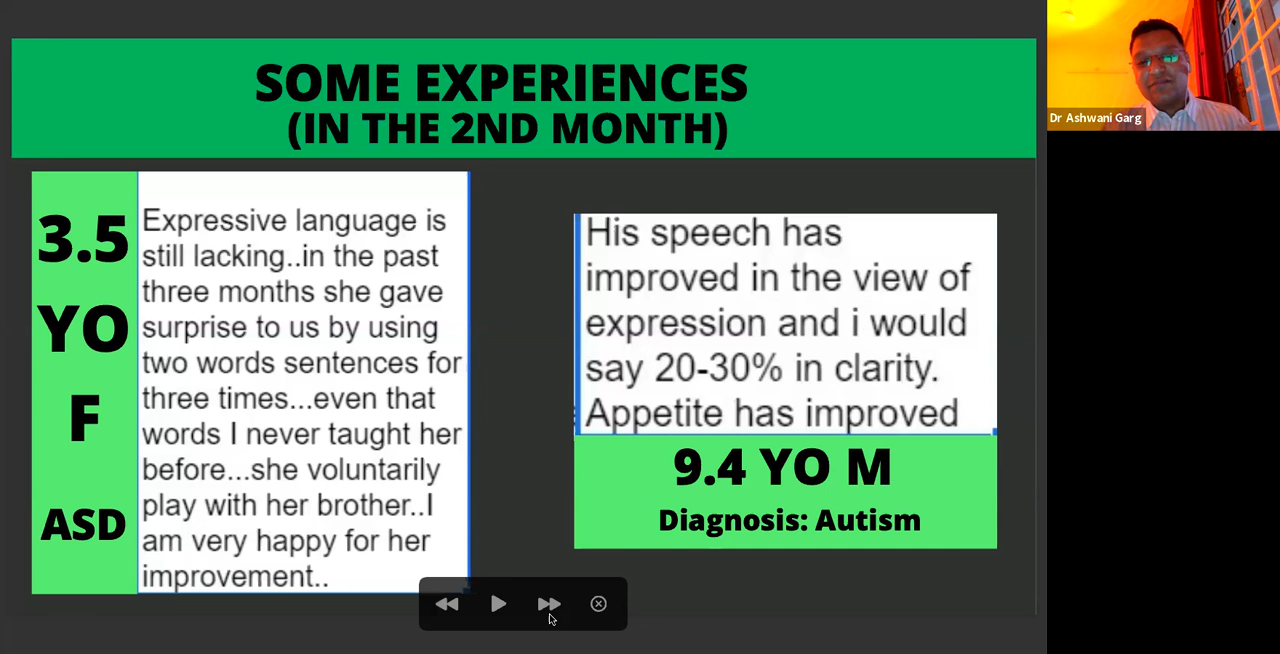 SOME EXPERIENCES
(IN THE 2ND MONTH)
3.5
YO
F
ASD
Expressive language is
still lacking..in the past
three months she gave
surprise to us by using
two words sentences for
three times...even that
words I never taught her
before...she voluntarily
play with her brother..I
am very happy for her
improvement..
His speech has
improved in the view of
expression and i would
say 20-30% in clarity.
Appetite has improved
9.4 YO M
Diagnosis: Autism
Dr Ashwani Garg